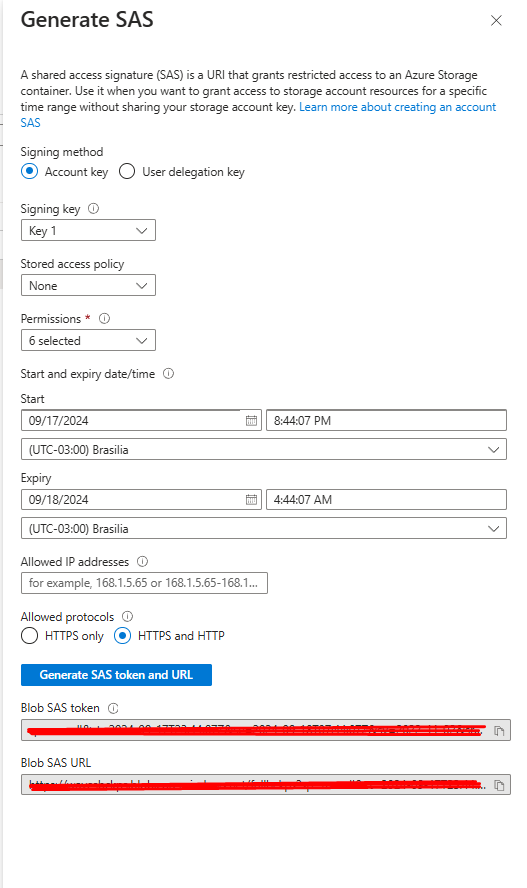 Generate SAS
A shared access signature (SAS) is a URI that grants restricted access to an Azure Storage
container. Use it when you want to grant access to storage account resources for a specific
time range without sharing your storage account key. Learn more about creating an account
SAS
Signing method
Account key User delegation key
Signing key
Key 1
Stored access policy
None
Permissions *
6 selected
Start and expiry date/time
Start
09/17/2024 8:44:07 PM
(UTC-03:00) Brasilia
Expiry
09/18/2024 4:44:07 AM
(UTC-03:00) Brasilia
Allowed IP addresses
for example, 168.1.5.65 or 168.1.5.65-168.1...
Allowed protocols
HTTPS only HTTPS and HTTP
Generate SAS token and URL
Blob SAS token
Blob SAS URL